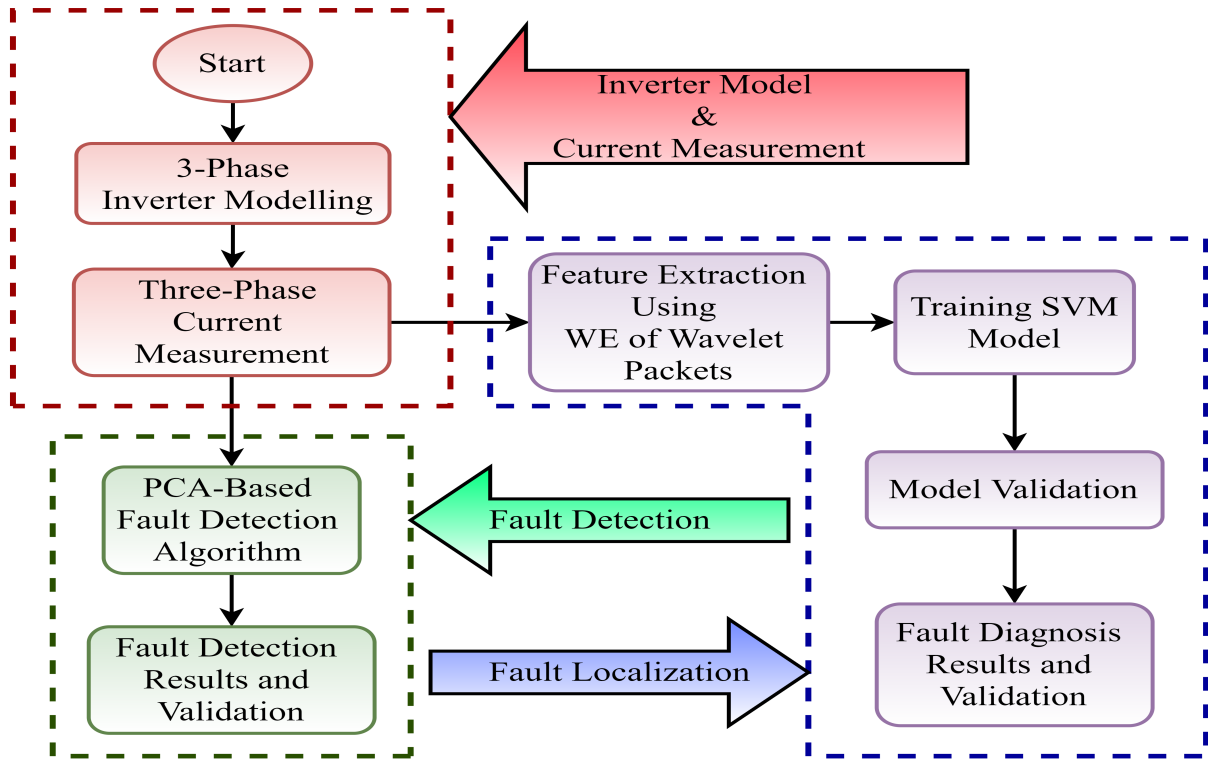 Start
3-Phase
Inverter Modelling
Three-Phase
Current
Measurement
Inverter Model
&
Current Measurement
Feature Extraction
Using
WE of Wavelet
Packets
Training SVM
Model
Model Validation
Fault Diagnosis
Results and
Validation
PCA-Based
Fault Detection
Algorithm
Fault Detection
Results and
Validation
Fault Detection
Fault Localization